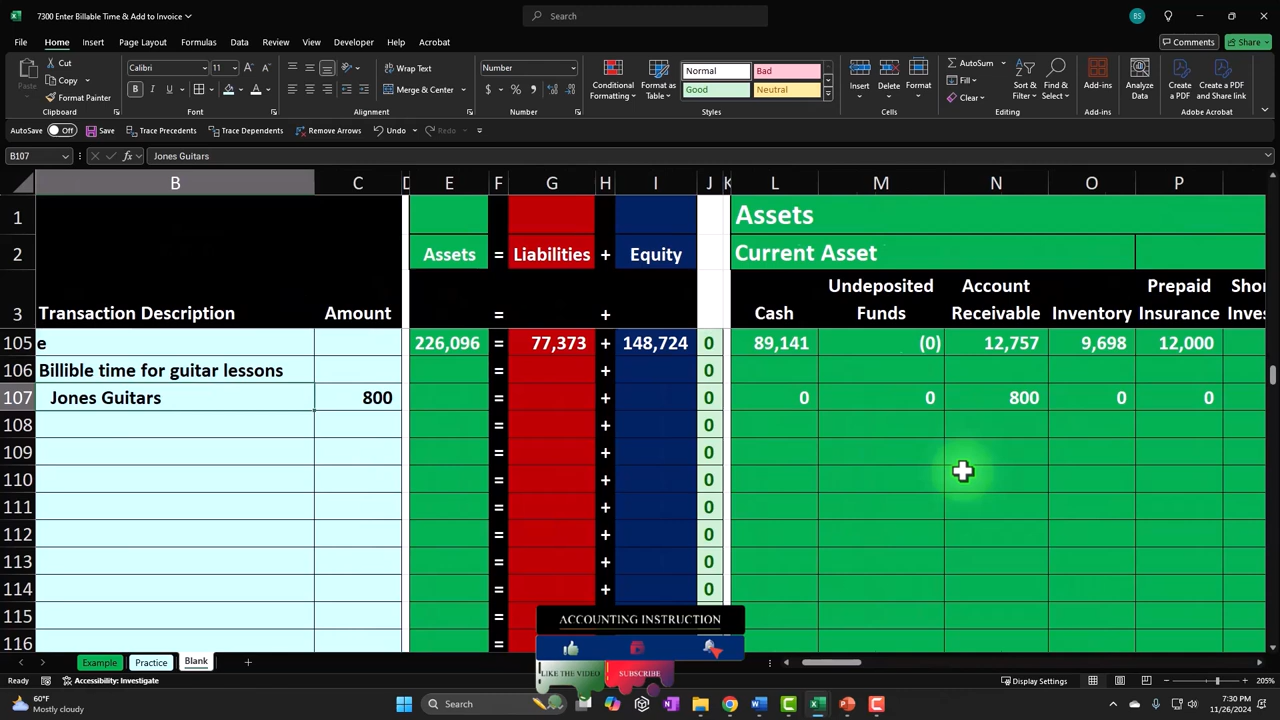 7300 Enter Billable Time & Add to Invoice
Search
BS
File Home Insert Page Layout Formulas Data Review View Developer Help Acrobat
Comments Share
Cut
Copy
Format Painter
Clipboard
Calibri 11
B I U
Font
Wrap Text
Merge & Center
Alignment
Number
$ % 9
Number
Conditional Formatting
Format as Table
Normal Bad
Good Neutral
Styles
Insert Delete Format
Cells
AutoSum
Fill
Clear
Sort & Filter
Find & Select
Editing
Add-ins
Add-ins
Analyze Data
Create a PDF
Create a PDF and Share link
Adobe Acrobat
AutoSave Off Save Trace Precedents Trace Dependents Remove Arrows Undo Redo
B107 fx Jones Guitars
B C D E F G H I J K L M N O P
1 Assets
2 Assets = Liabilities + Equity Current Asset
Undeposited Account Prepaid Sho
3 Transaction Description Amount = + Cash Funds Receivable Inventory Insurance Inves
105 e 226,096 = 77,373 + 148,724 0 89,141 (0) 12,757 9,698 12,000
106 Billible time for guitar lessons = + 0
107 Jones Guitars 800 = + 0 0 0 800 0 0
108 = + 0
109 = + 0
110 = + 0
111 = + 0
112 = + 0
113 = + 0
114 = + 0
115 = 0
116 =
ACCOUNTING INSTRUCTION
LIKE THE VIDEO SUBSCRIBE
Example Practice Blank
Ready Accessibility: Investigate Display Settings 205%
60°F
Mostly cloudy
Search
7:30 PM
11/26/2024